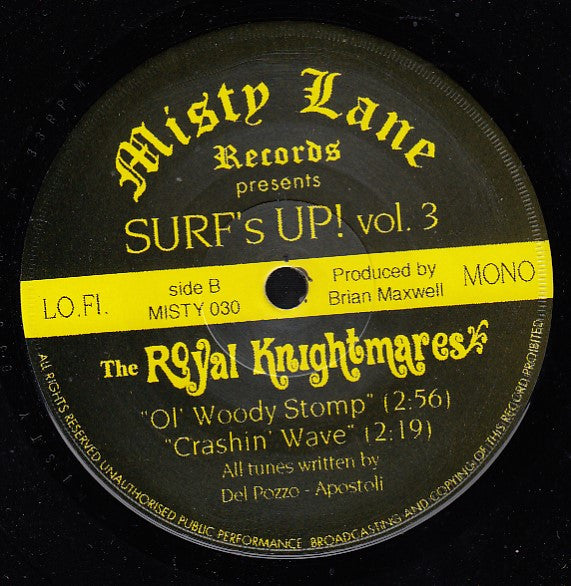 Misty Lane
Records
presents
SURF's UP! vol. 3
LO.FI.
side B
MISTY 030
Produced by
Brian Maxwell
MONO
The Royal Knightmares
"Ol' Woody Stomp" (2:56)
"Crashin' Wave" (2:19)
All tunes written by
Del Pozzo - Apostoli
ALL RIGHTS RESERVED UNAUTHORISED PUBLIC PERFORMANCE, BROADCASTING AND COPYING OF THIS RECORD PROHIBITED